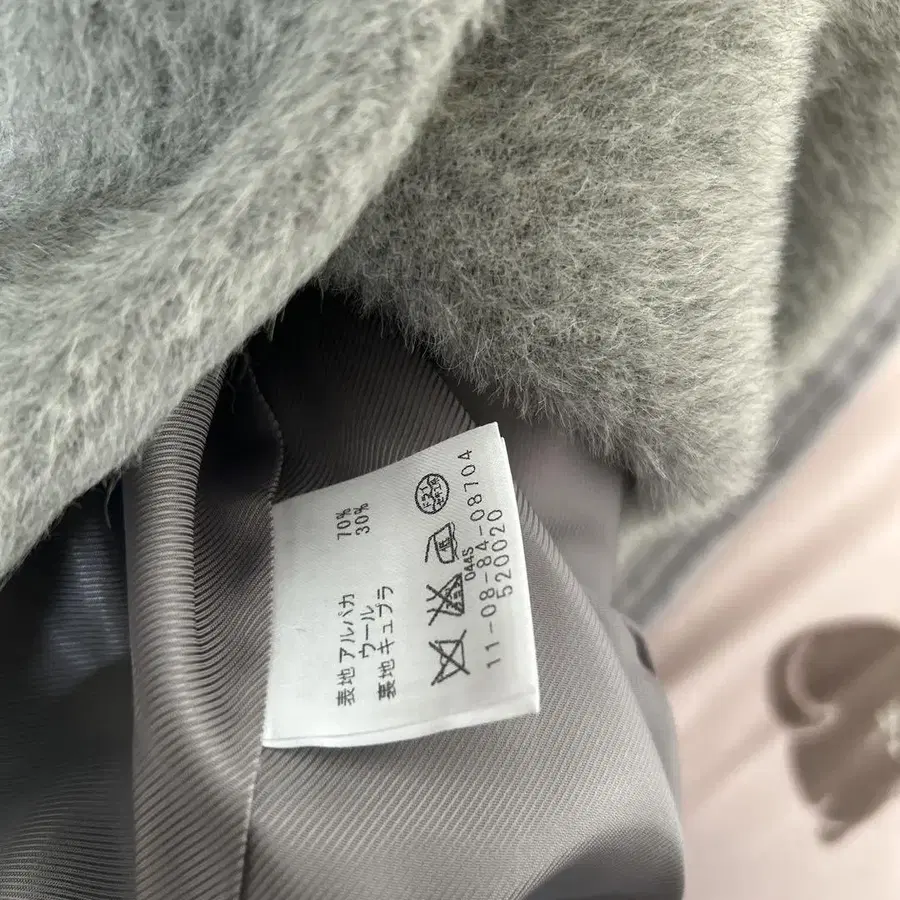 表地 アルパカ 70%
ウール 30%
裏地 キュプラ
044S
11-08-84-08704
520020